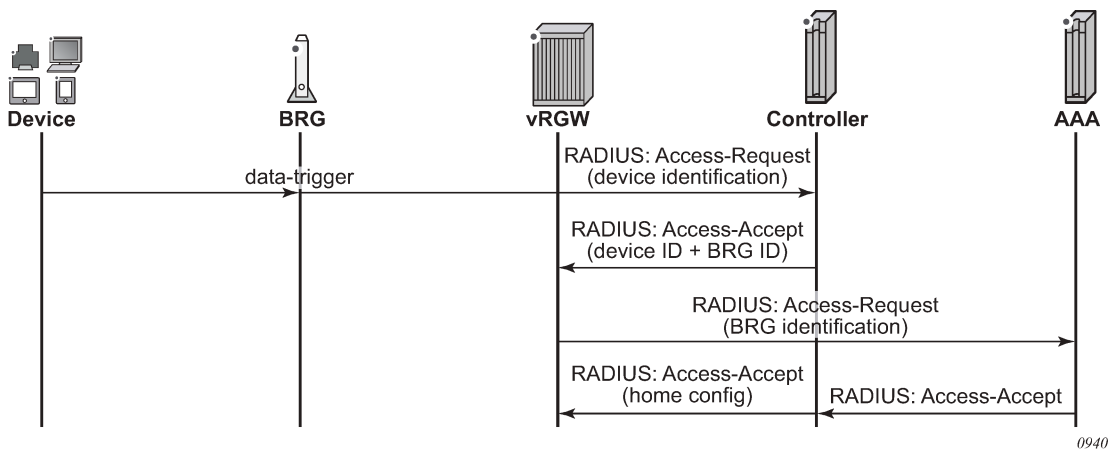 Device
BRG
vRGW
Controller
AAA
RADIUS: Access-Request
(device identification)
data-trigger
RADIUS: Access-Accept
(device ID + BRG ID)
RADIUS: Access-Request
(BRG identification)
RADIUS: Access-Accept
(home config)
RADIUS: Access-Accept
0940